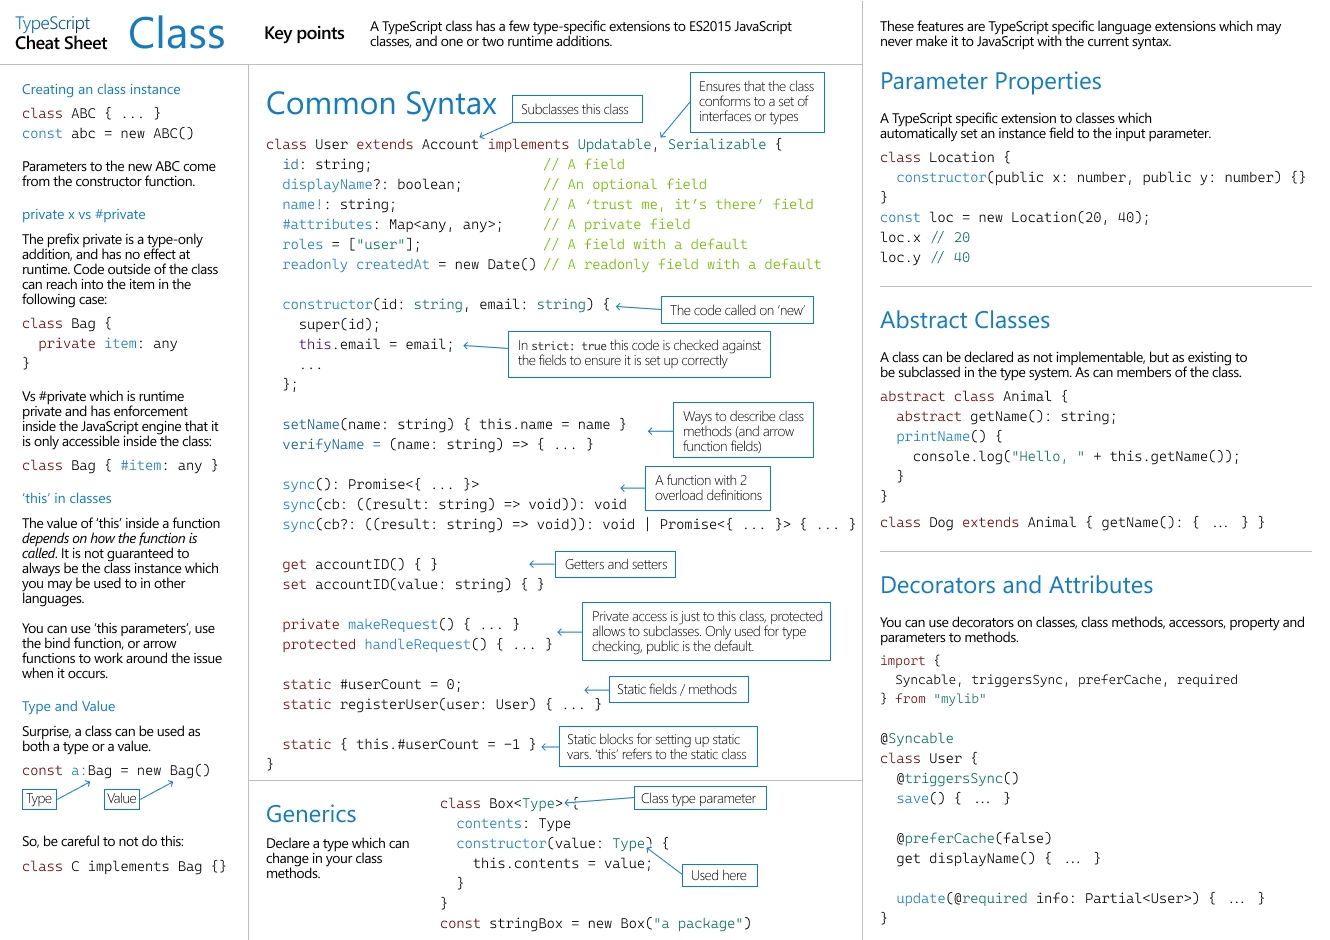 TypeScript
Cheat Sheet
Class
Key points
A TypeScript class has a few type-specific extensions to ES2015 JavaScript
classes, and one or two runtime additions.
Creating an class instance
class ABC { ... }
const abc = new ABC()
Parameters to the new ABC come
from the constructor function.
private x vs #private
The prefix private is a type-only
addition, and has no effect at
runtime. Code outside of the class
can reach into the item in the
following case:
class Bag {
  private item: any
}
Vs #private which is runtime
private and has enforcement
inside the JavaScript engine that it
is only accessible inside the class:
class Bag { #item: any }
‘this’ in classes
The value of ‘this’ inside a function
depends on how the function is
called. It is not guaranteed to
always be the class instance which
you may be used to in other
languages.
You can use ‘this parameters’, use
the bind function, or arrow
functions to work around the issue
when it occurs.
Type and Value
Surprise, a class can be used as
both a type or a value.
const a:Bag = new Bag()
Type
Value
So, be careful to not do this:
class C implements Bag {}
Common Syntax
Subclasses this class
Ensures that the class
conforms to a set of
interfaces or types
class User extends Account implements Updatable, Serializable {
  id: string; // A field
  displayName?: boolean; // An optional field
  name!: string; // A ‘trust me, it’s there’ field
  #attributes: Map<any, any>; // A private field
  roles = ["user"]; // A field with a default
  readonly createdAt = new Date() // A readonly field with a default
  constructor(id: string, email: string) {
The code called on ‘new’
    super(id);
    this.email = email;
In strict: true this code is checked against
the fields to ensure it is set up correctly
    ...
  };
  setName(name: string) { this.name = name }
  verifyName = (name: string) => { ... }
Ways to describe class
methods (and arrow
function fields)
  sync(): Promise<{ ... }>
  sync(cb: ((result: string) => void)): void
  sync(cb?: ((result: string) => void)): void | Promise<{ ... }> { ... }
A function with 2
overload definitions
  get accountID() { }
  set accountID(value: string) { }
Getters and setters
  private makeRequest() { ... }
  protected handleRequest() { ... }
Private access is just to this class, protected
allows to subclasses. Only used for type
checking, public is the default.
  static #userCount = 0;
  static registerUser(user: User) { ... }
Static fields / methods
  static { this.#userCount = -1 }
Static blocks for setting up static
vars. ‘this’ refers to the static class
}
Generics
Declare a type which can
change in your class
methods.
class Box<Type> {
Class type parameter
  contents: Type
  constructor(value: Type) {
    this.contents = value;
Used here
  }
}
const stringBox = new Box("a package")
These features are TypeScript specific language extensions which may
never make it to JavaScript with the current syntax.
Parameter Properties
A TypeScript specific extension to classes which
automatically set an instance field to the input parameter.
class Location {
  constructor(public x: number, public y: number) {}
}
const loc = new Location(20, 40);
loc.x // 20
loc.y // 40
Abstract Classes
A class can be declared as not implementable, but as existing to
be subclassed in the type system. As can members of the class.
abstract class Animal {
  abstract getName(): string;
  printName() {
    console.log("Hello, " + this.getName());
  }
}
class Dog extends Animal { getName(): { ... } }
Decorators and Attributes
You can use decorators on classes, class methods, accessors, property and
parameters to methods.
import {
  Syncable, triggersSync, preferCache, required
} from "mylib"
@Syncable
class User {
  @triggersSync()
  save() { ... }
  @preferCache(false)
  get displayName() { ... }
  update(@required info: Partial<User>) { ... }
}